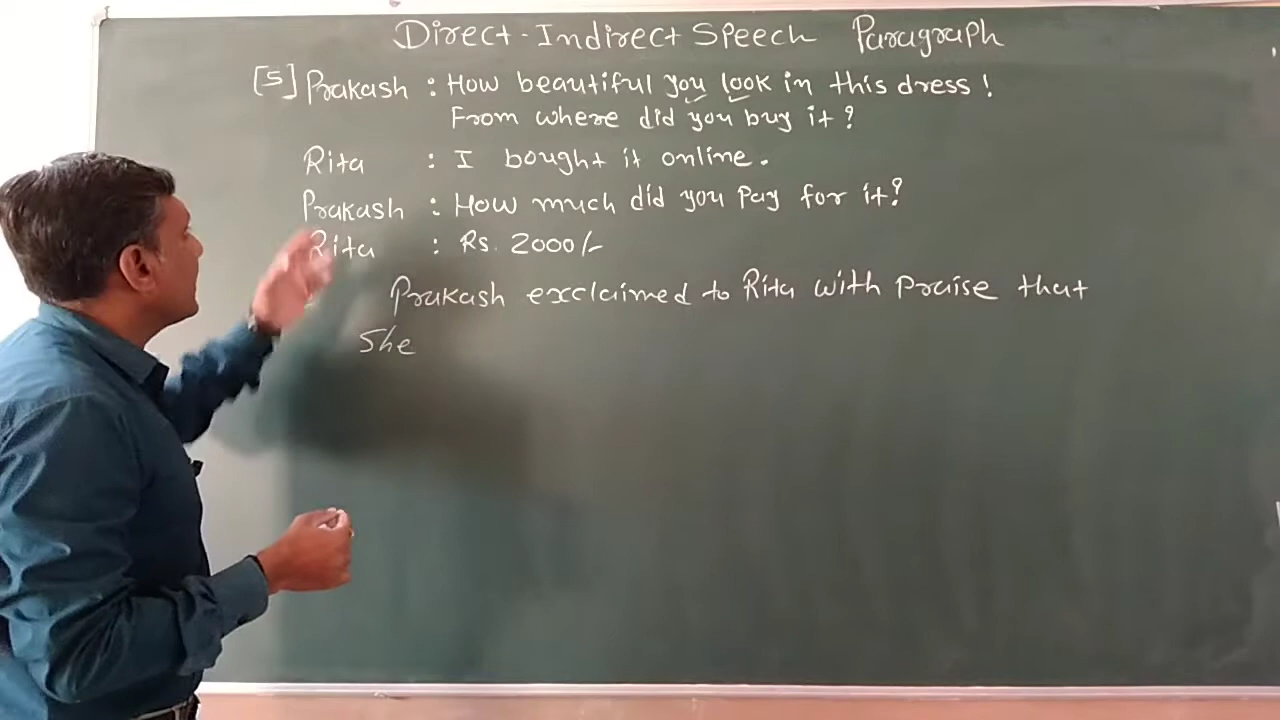 Direct-Indirect Speech Paragraph
[5] Prakash : How beautiful you look in this dress!
From where did you buy it?
Rita : I bought it online.
Prakash : How much did you pay for it?
Rita : Rs. 2000/-
Prakash exclaimed to Rita with praise that
She